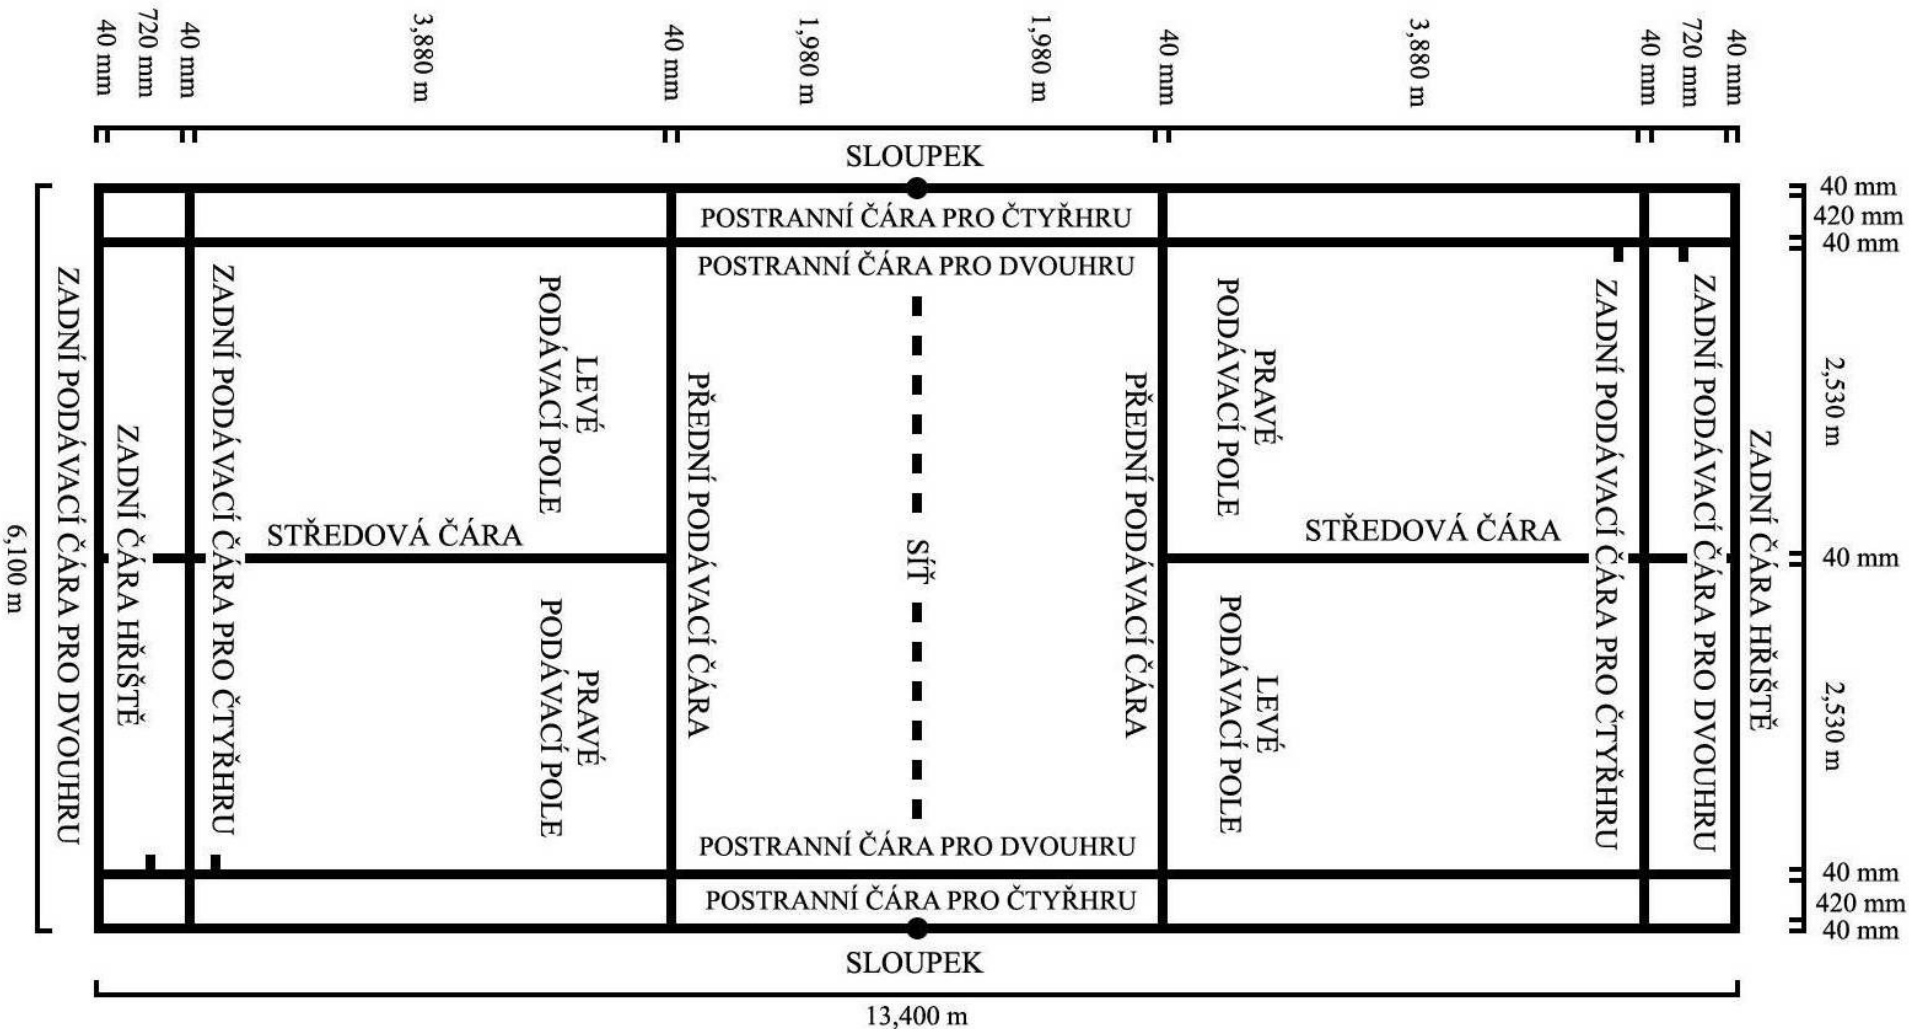 40 mm
720 mm
40 mm
3,880 m
40 mm
1,980 m
1,980 m
40 mm
3,880 m
40 mm
720 mm
40 mm
SLOUPEK
POSTRANNÍ ČÁRA PRO ČTYŘHRU
POSTRANNÍ ČÁRA PRO DVOUHRU
40 mm
420 mm
40 mm
2,530 m
40 mm
2,530 m
40 mm
420 mm
40 mm
6,100 m
ZADNÍ PODÁVACÍ ČÁRA PRO DVOUHRU
ZADNÍ ČÁRA HŘIŠTĚ
ZADNÍ PODÁVACÍ ČÁRA PRO ČTYŘHRU
LEVÉ
PODÁVACÍ POLE
STŘEDOVÁ ČÁRA
PRAVÉ
PODÁVACÍ POLE
PŘEDNÍ PODÁVACÍ ČÁRA
SÍŤ
PŘEDNÍ PODÁVACÍ ČÁRA
PRAVÉ
PODÁVACÍ POLE
STŘEDOVÁ ČÁRA
LEVÉ
PODÁVACÍ POLE
ZADNÍ PODÁVACÍ ČÁRA PRO ČTYŘHRU
ZADNÍ PODÁVACÍ ČÁRA PRO DVOUHRU
ZADNÍ ČÁRA HŘIŠTĚ
POSTRANNÍ ČÁRA PRO DVOUHRU
POSTRANNÍ ČÁRA PRO ČTYŘHRU
SLOUPEK
13,400 m